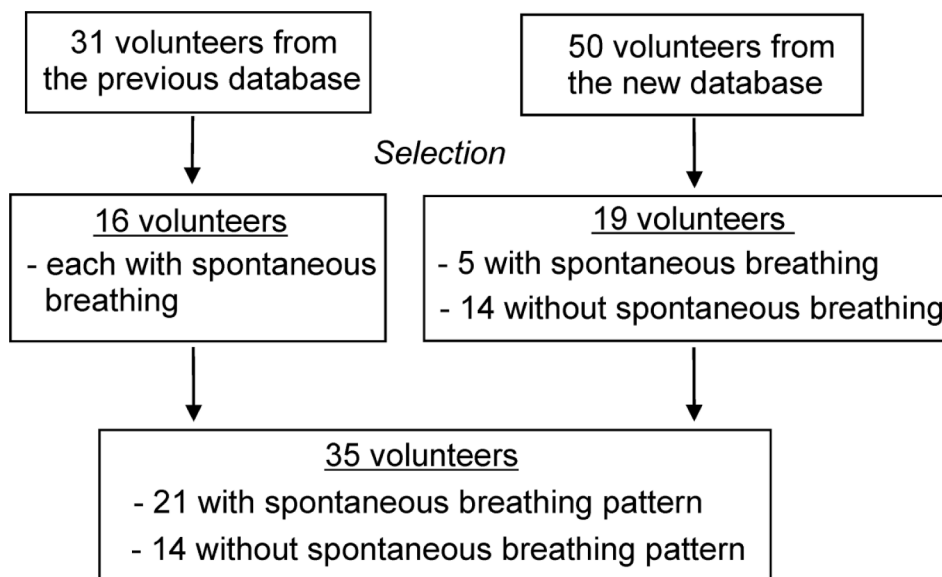 31 volunteers from
the previous database
50 volunteers from
the new database
Selection
16 volunteers
- each with spontaneous
breathing
19 volunteers
- 5 with spontaneous breathing
- 14 without spontaneous breathing
35 volunteers
- 21 with spontaneous breathing pattern
- 14 without spontaneous breathing pattern